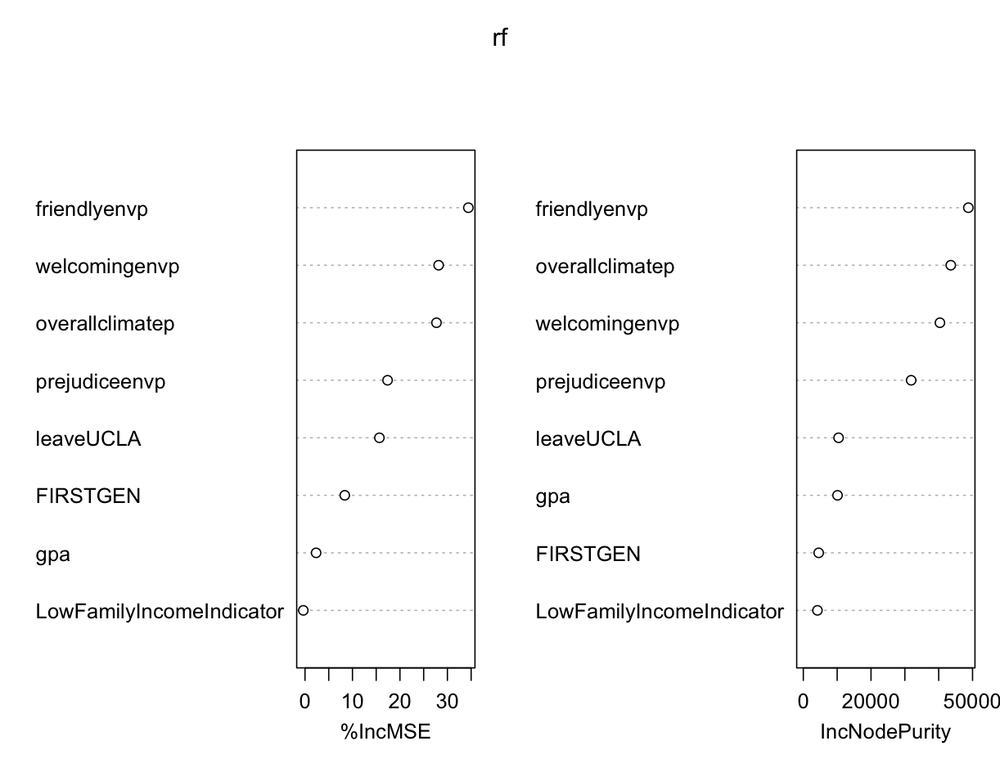 rf
friendlyenvp
welcomingenvp
overallclimatep
prejudiceenvp
leaveUCLA
FIRSTGEN
gpa
LowFamilyIncomeIndicator
0 10 20 30
%IncMSE
friendlyenvp
overallclimatep
welcomingenvp
prejudiceenvp
leaveUCLA
gpa
FIRSTGEN
LowFamilyIncomeIndicator
0 20000 50000
IncNodePurity